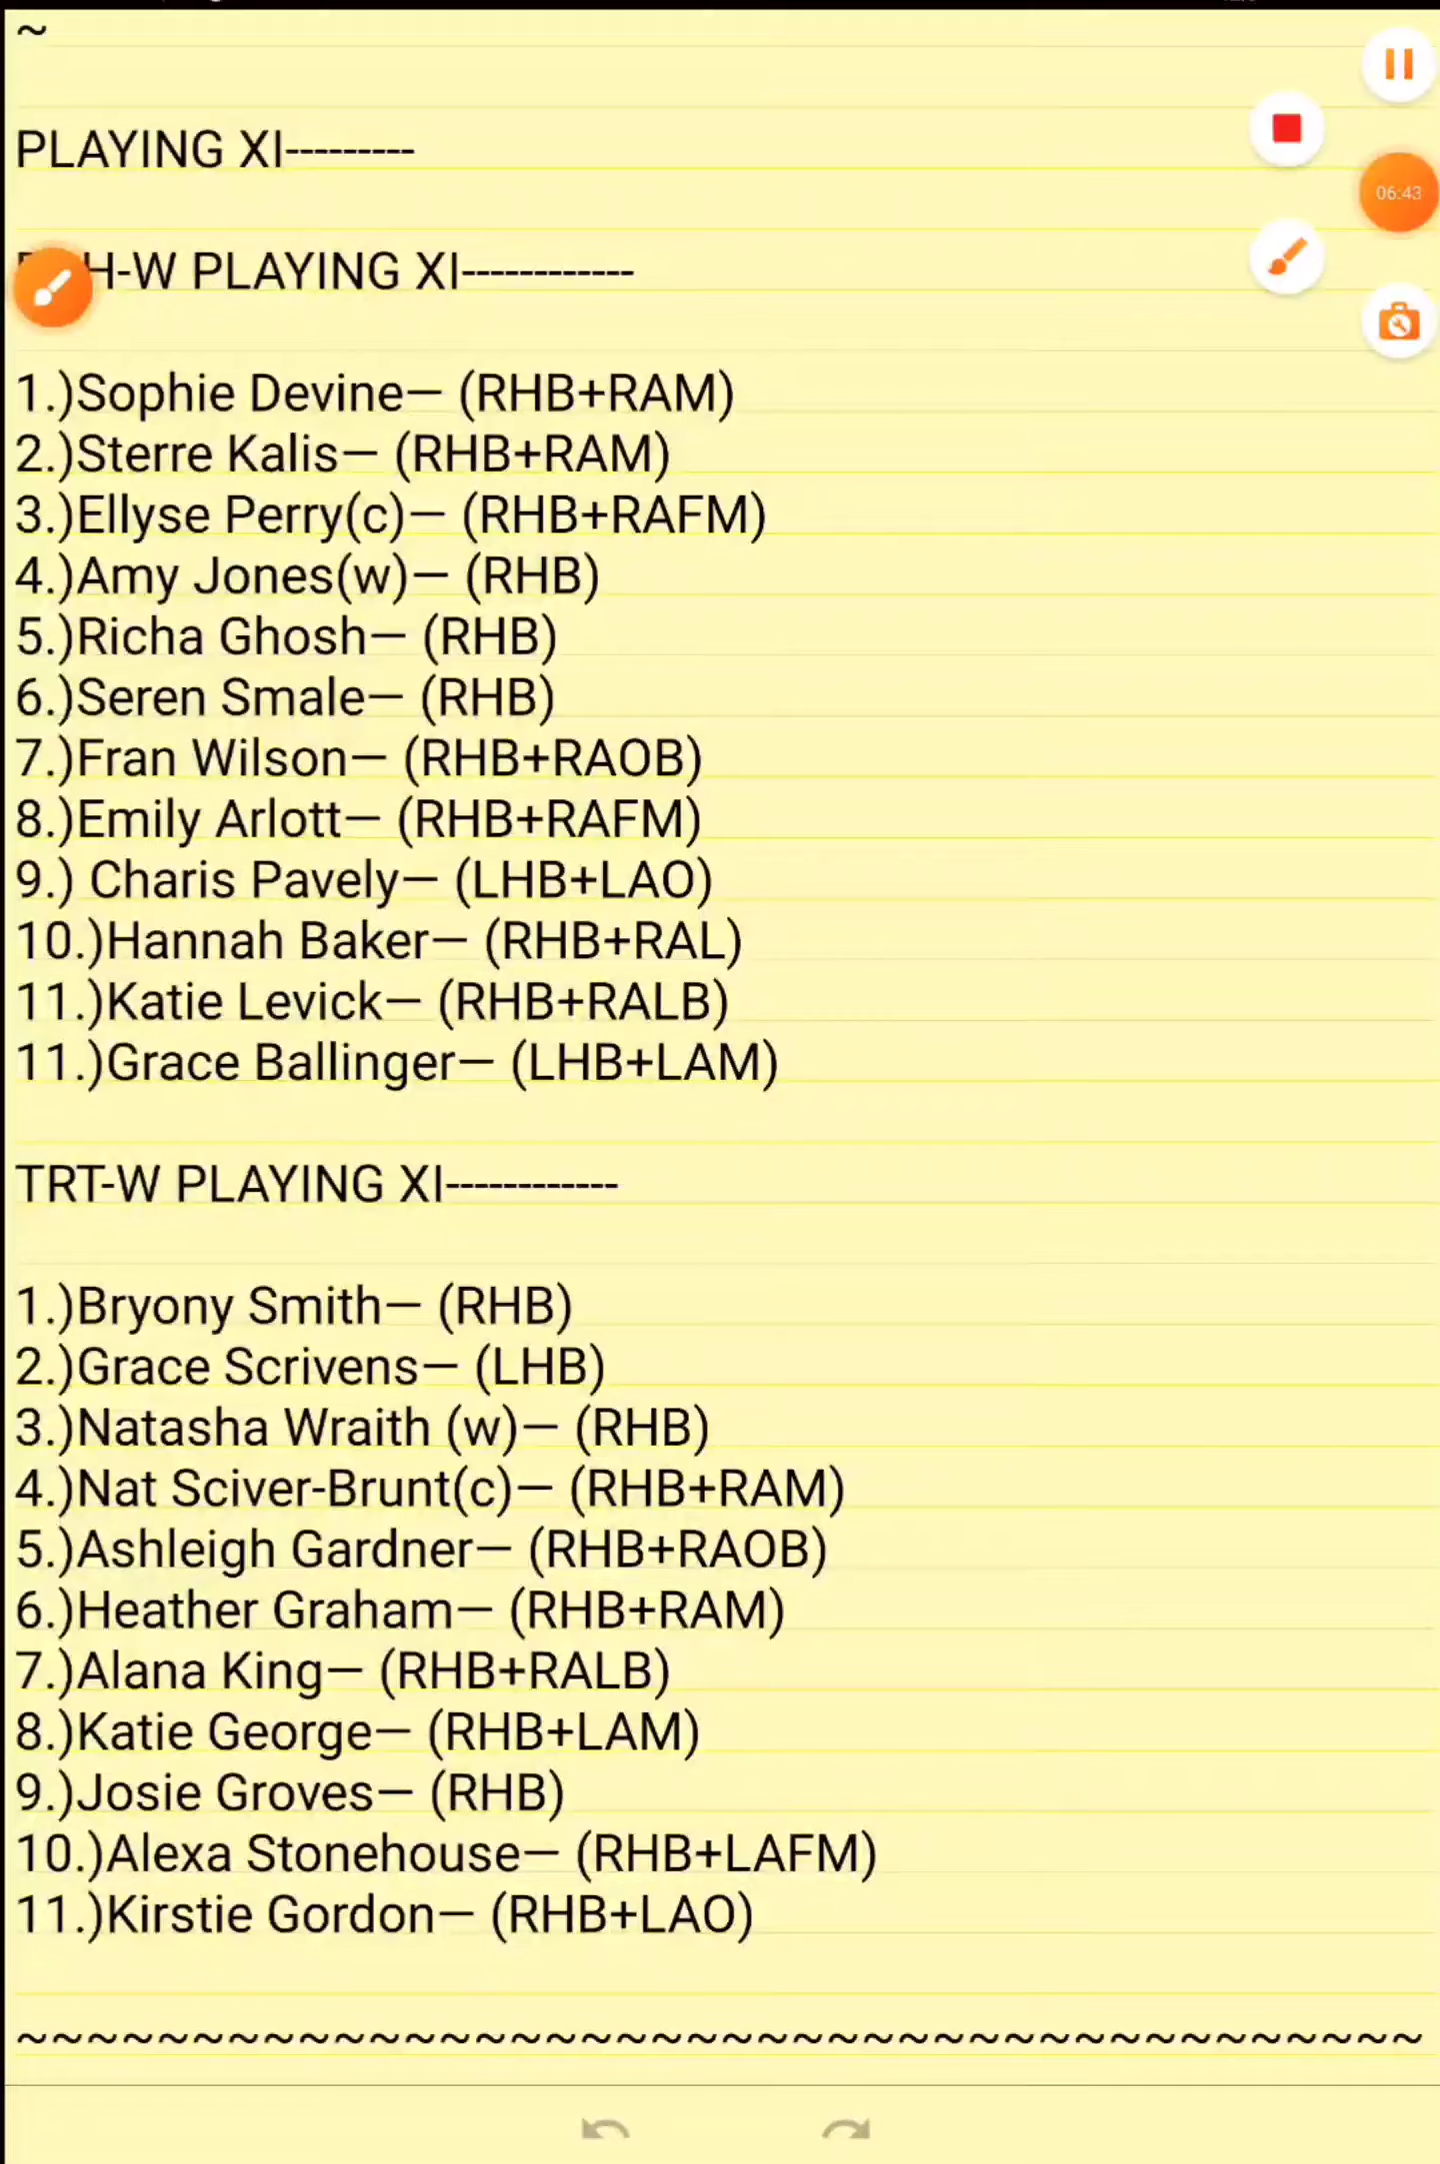 ~
PLAYING XI---------
06:43
H-W PLAYING XI------------
1.)Sophie Devine— (RHB+RAM)
2.)Sterre Kalis— (RHB+RAM)
3.)Ellyse Perry(c)— (RHB+RAFM)
4.)Amy Jones(w)— (RHB)
5.)Richa Ghosh— (RHB)
6.)Seren Smale— (RHB)
7.)Fran Wilson— (RHB+RAOB)
8.)Emily Arlott— (RHB+RAFM)
9.) Charis Pavely— (LHB+LAO)
10.)Hannah Baker— (RHB+RAL)
11.)Katie Levick— (RHB+RALB)
11.)Grace Ballinger— (LHB+LAM)
TRT-W PLAYING XI------------
1.)Bryony Smith— (RHB)
2.)Grace Scrivens— (LHB)
3.)Natasha Wraith (w)— (RHB)
4.)Nat Sciver-Brunt(c)— (RHB+RAM)
5.)Ashleigh Gardner— (RHB+RAOB)
6.)Heather Graham— (RHB+RAM)
7.)Alana King— (RHB+RALB)
8.)Katie George— (RHB+LAM)
9.)Josie Groves— (RHB)
10.)Alexa Stonehouse— (RHB+LAFM)
11.)Kirstie Gordon— (RHB+LAO)
~~~~~~~~~~~~~~~~~~~~~~~~~~~~~~~~~~~~~~~~